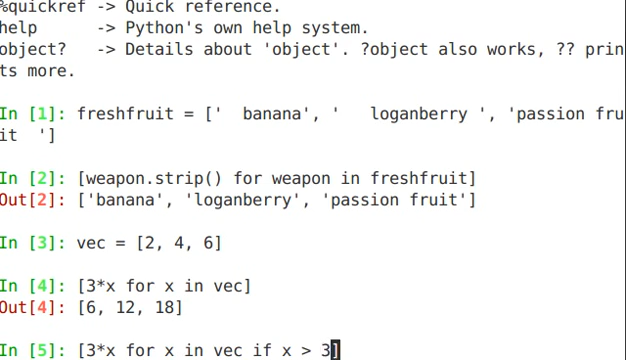 %quickref -> Quick reference.
help      -> Python's own help system.
object?   -> Details about 'object'. ?object also works, ?? prin
ts more.
In [1]: freshfruit = ['  banana', '   loganberry ', 'passion fru
it  ']
In [2]: [weapon.strip() for weapon in freshfruit]
Out[2]: ['banana', 'loganberry', 'passion fruit']
In [3]: vec = [2, 4, 6]
In [4]: [3*x for x in vec]
Out[4]: [6, 12, 18]
In [5]: [3*x for x in vec if x > 3]